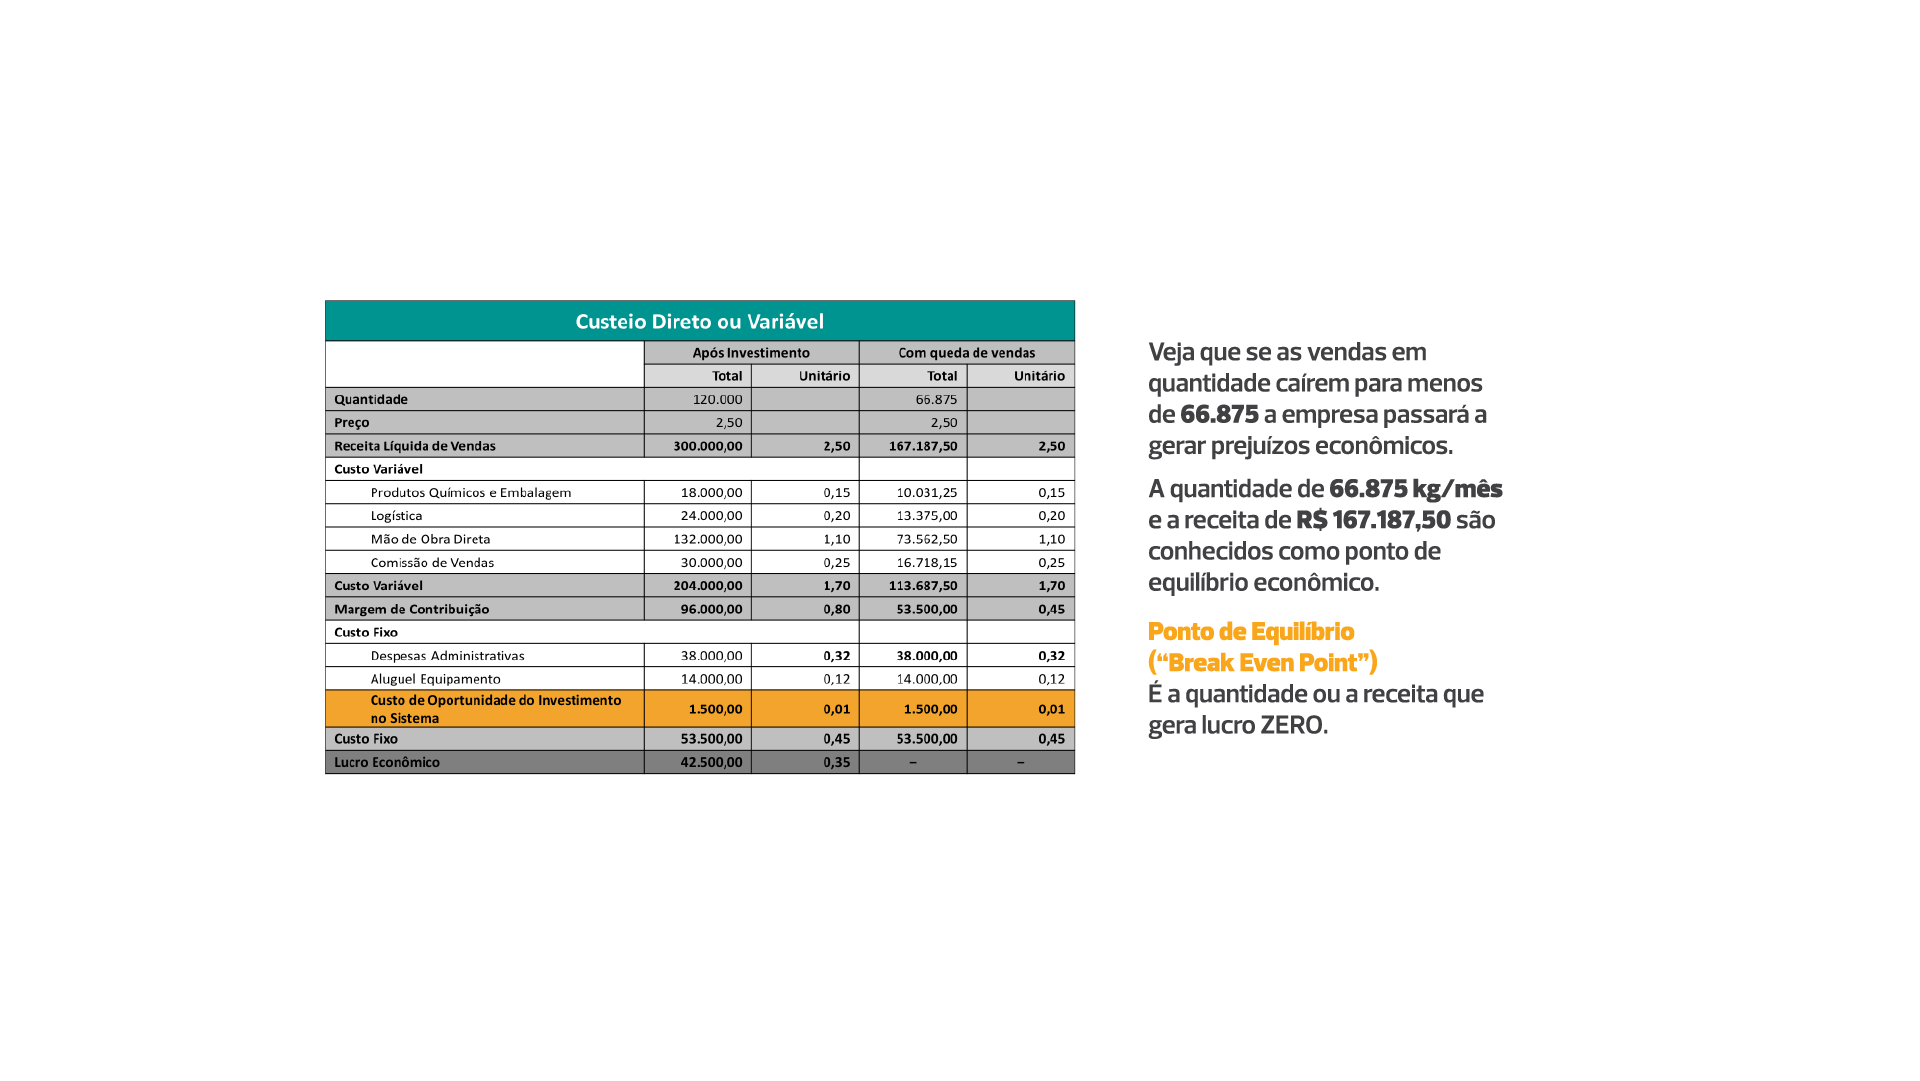 Custeio Direto ou Variável
Após Investimento Com queda de vendas
Total Unitário Total Unitário
Quantidade 120.000 66.875
Preço 2,50 2,50
Receita Líquida de Vendas 300.000,00 2,50 167.187,50 2,50
Custo Variável
Produtos Químicos e Embalagem 18.000,00 0,15 10.031,25 0,15
Logística 24.000,00 0,20 13.375,00 0,20
Mão de Obra Direta 132.000,00 1,10 73.562,50 1,10
Comissão de Vendas 30.000,00 0,25 16.718,15 0,25
Custo Variável 204.000,00 1,70 113.687,50 1,70
Margem de Contribuição 96.000,00 0,80 53.500,00 0,45
Custo Fixo
Despesas Administrativas 38.000,00 0,32 38.000,00 0,32
Aluguel Equipamento 14.000,00 0,12 14.000,00 0,12
Custo de Oportunidade do Investimento
no Sistema 1.500,00 0,01 1.500,00 0,01
Custo Fixo 53.500,00 0,45 53.500,00 0,45
Lucro Econômico 42.500,00 0,35 – –
Veja que se as vendas em
quantidade caírem para menos
de 66.875 a empresa passará a
gerar prejuízos econômicos.
A quantidade de 66.875 kg/mês
e a receita de R$ 167.187,50 são
conhecidos como ponto de
equilíbrio econômico.
Ponto de Equilíbrio
(“Break Even Point”)
É a quantidade ou a receita que
gera lucro ZERO.